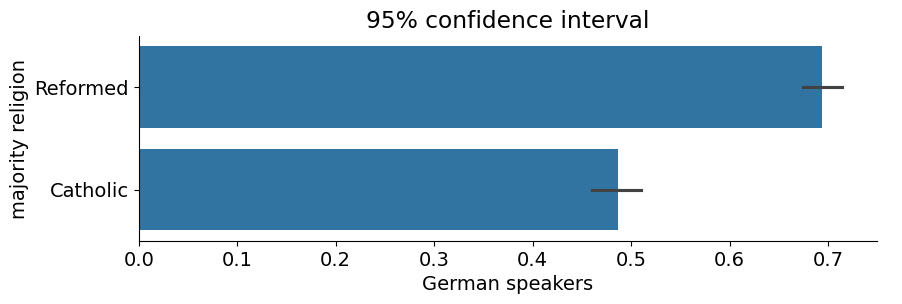 95% confidence interval
majority religion
Reformed
Catholic
0.0 0.1 0.2 0.3 0.4 0.5 0.6 0.7
German speakers